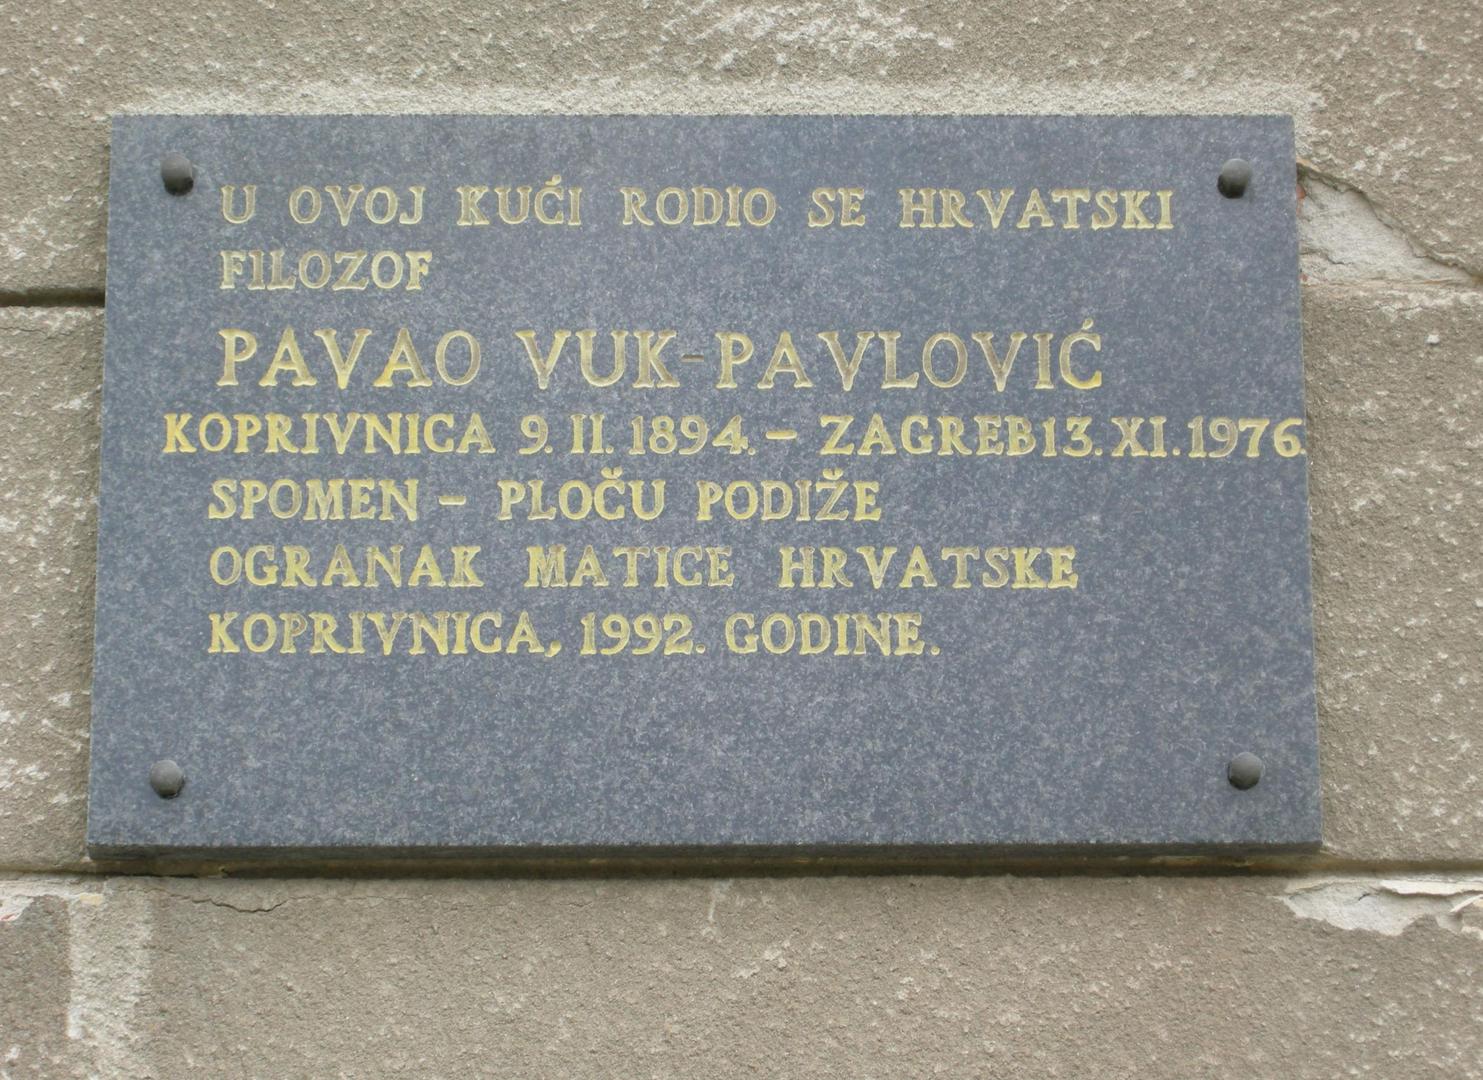 U OVOJ KUĆI RODIO SE HRVATSKI
FILOZOF
PAVAO VUK-PAVLOVIĆ
KOPRIVNICA 9. II. 1894. – ZAGREB 13. XI. 1976.
SPOMEN – PLOČU PODIŽE
OGRANAK MATICE HRVATSKE
KOPRIVNICA, 1992. GODINE.